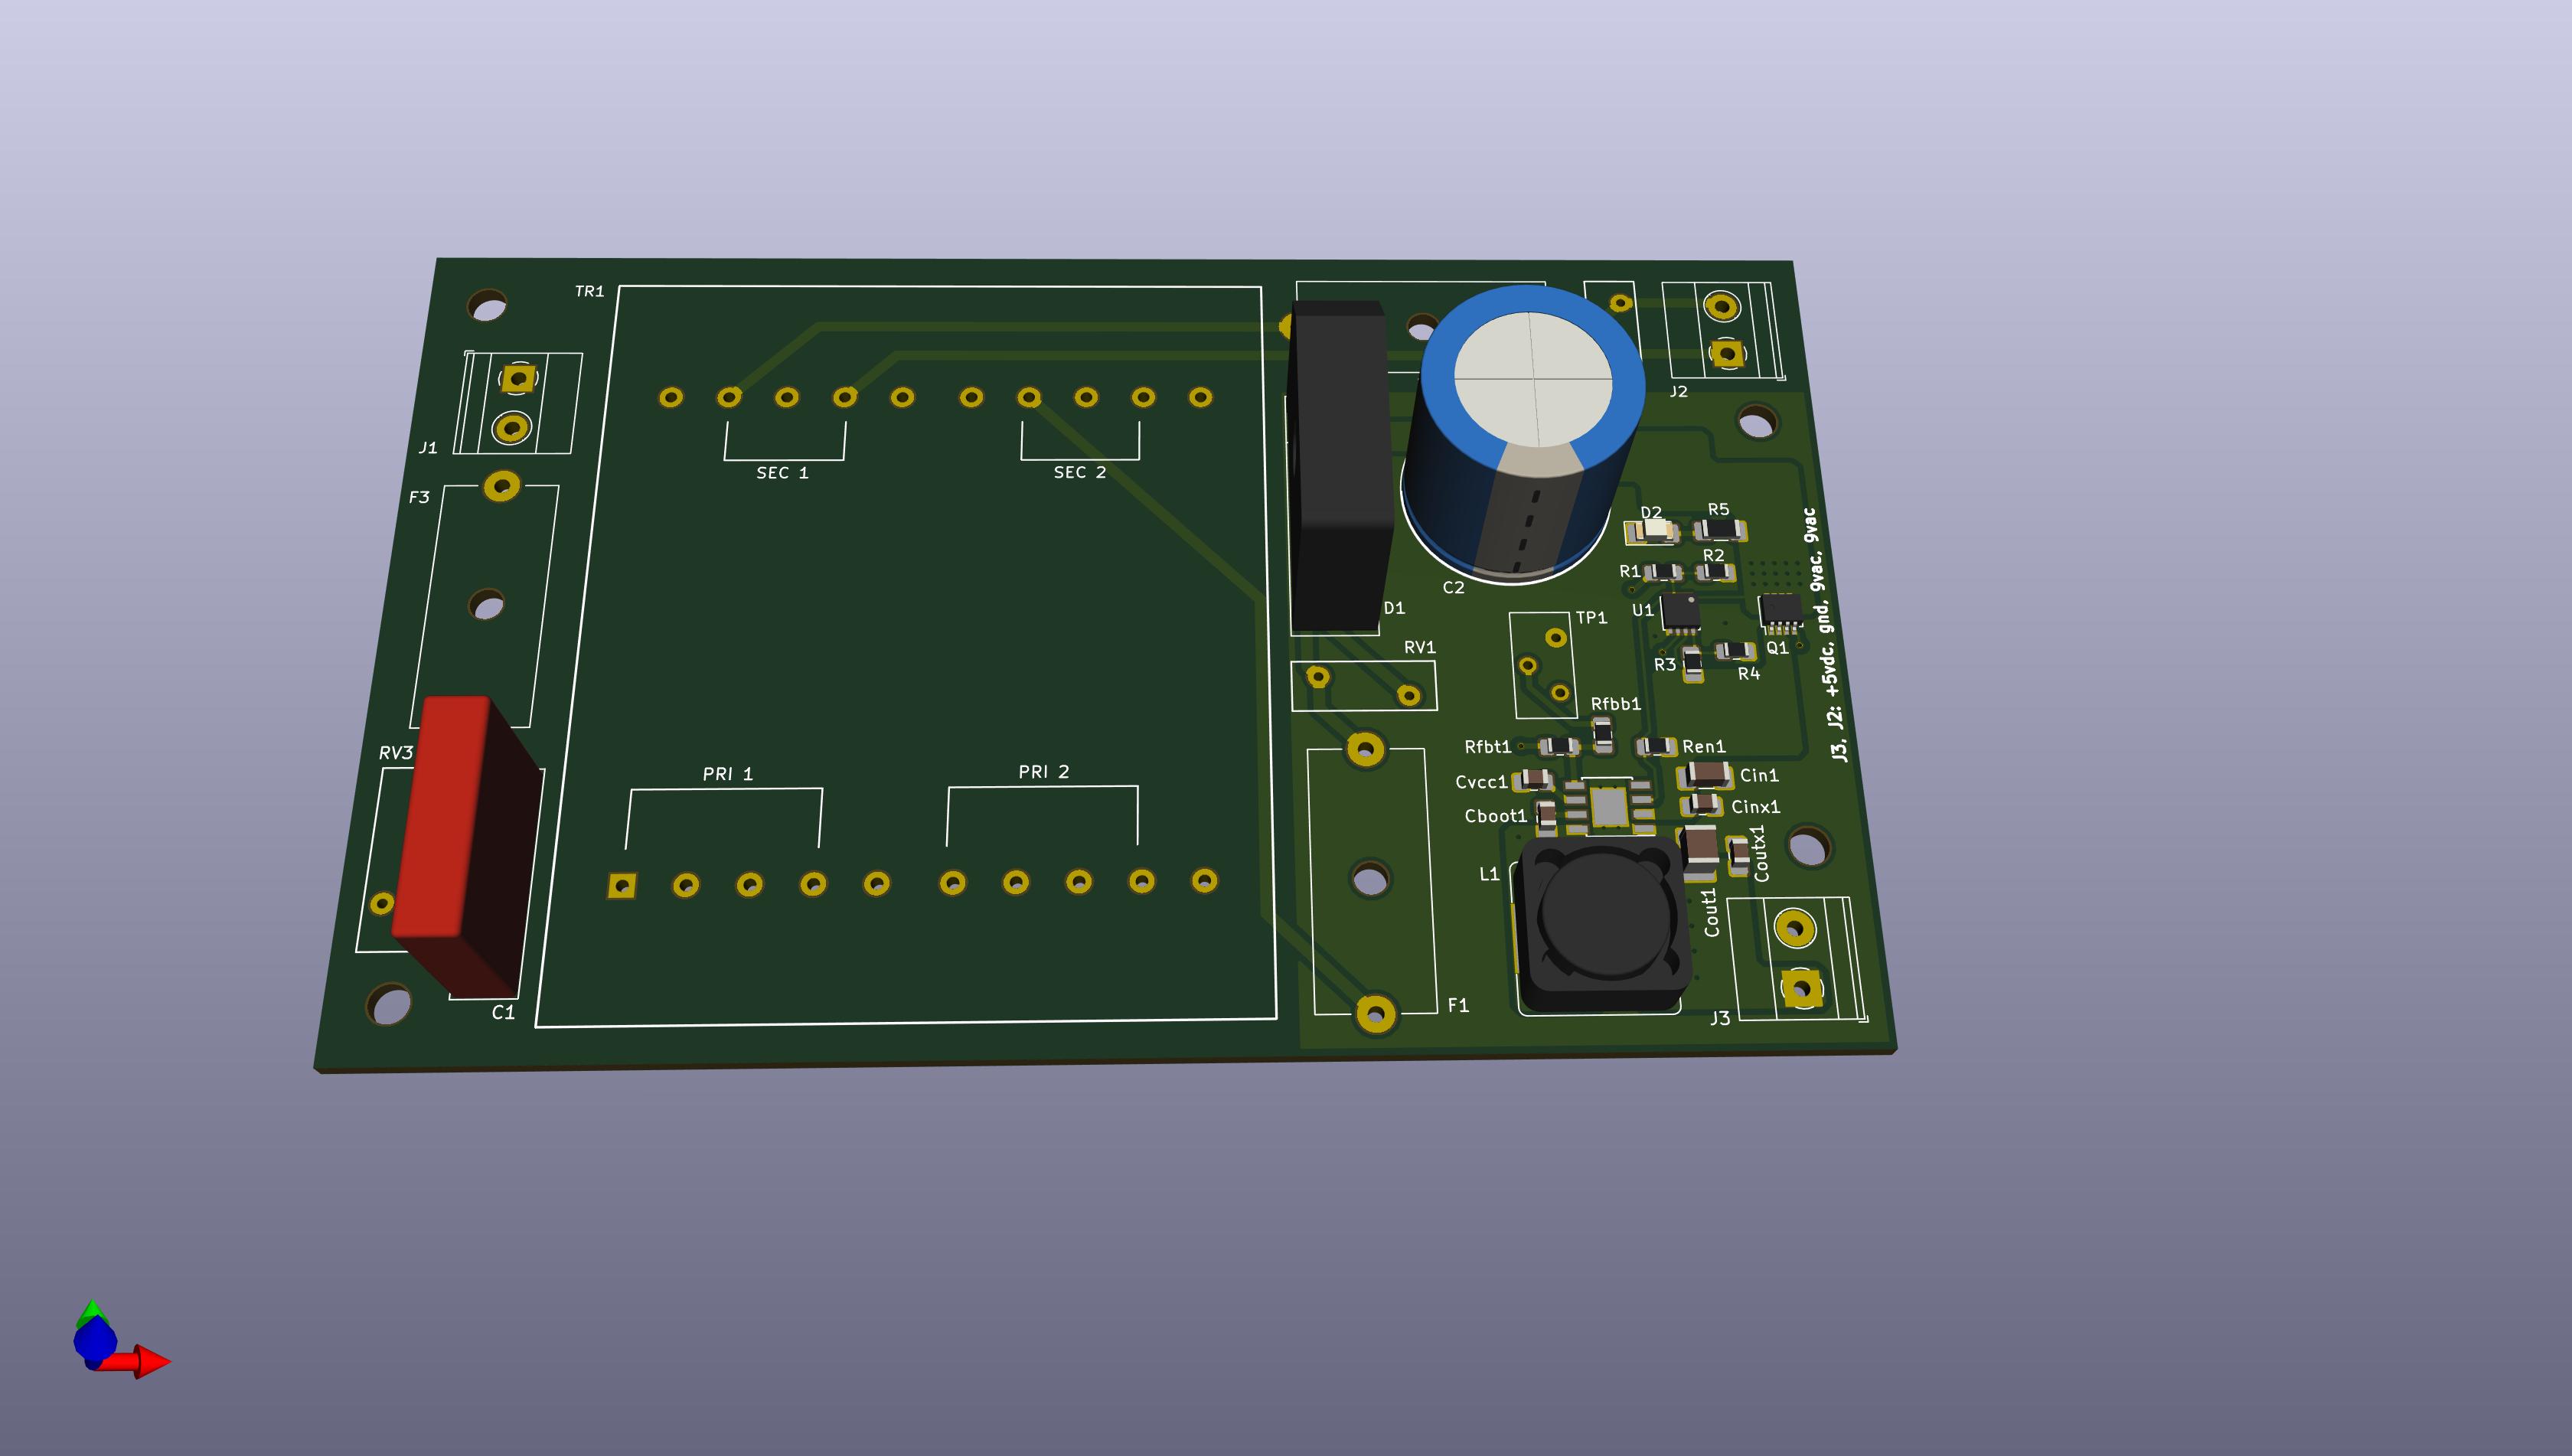 TR1
J1
F3
RV3
C1
SEC 1
SEC 2
PRI 1
PRI 2
J2
D2
R5
R2
R1
C2
D1
U1
TP1
RV1
Q1
R3
R4
Rfbb1
Rfbt1
Ren1
Cvcc1
Cin1
Cinx1
Cboot1
Coutx1
L1
Cout1
F1
J3
J3, J2: +5vdc, gnd, 9vac, 9vac